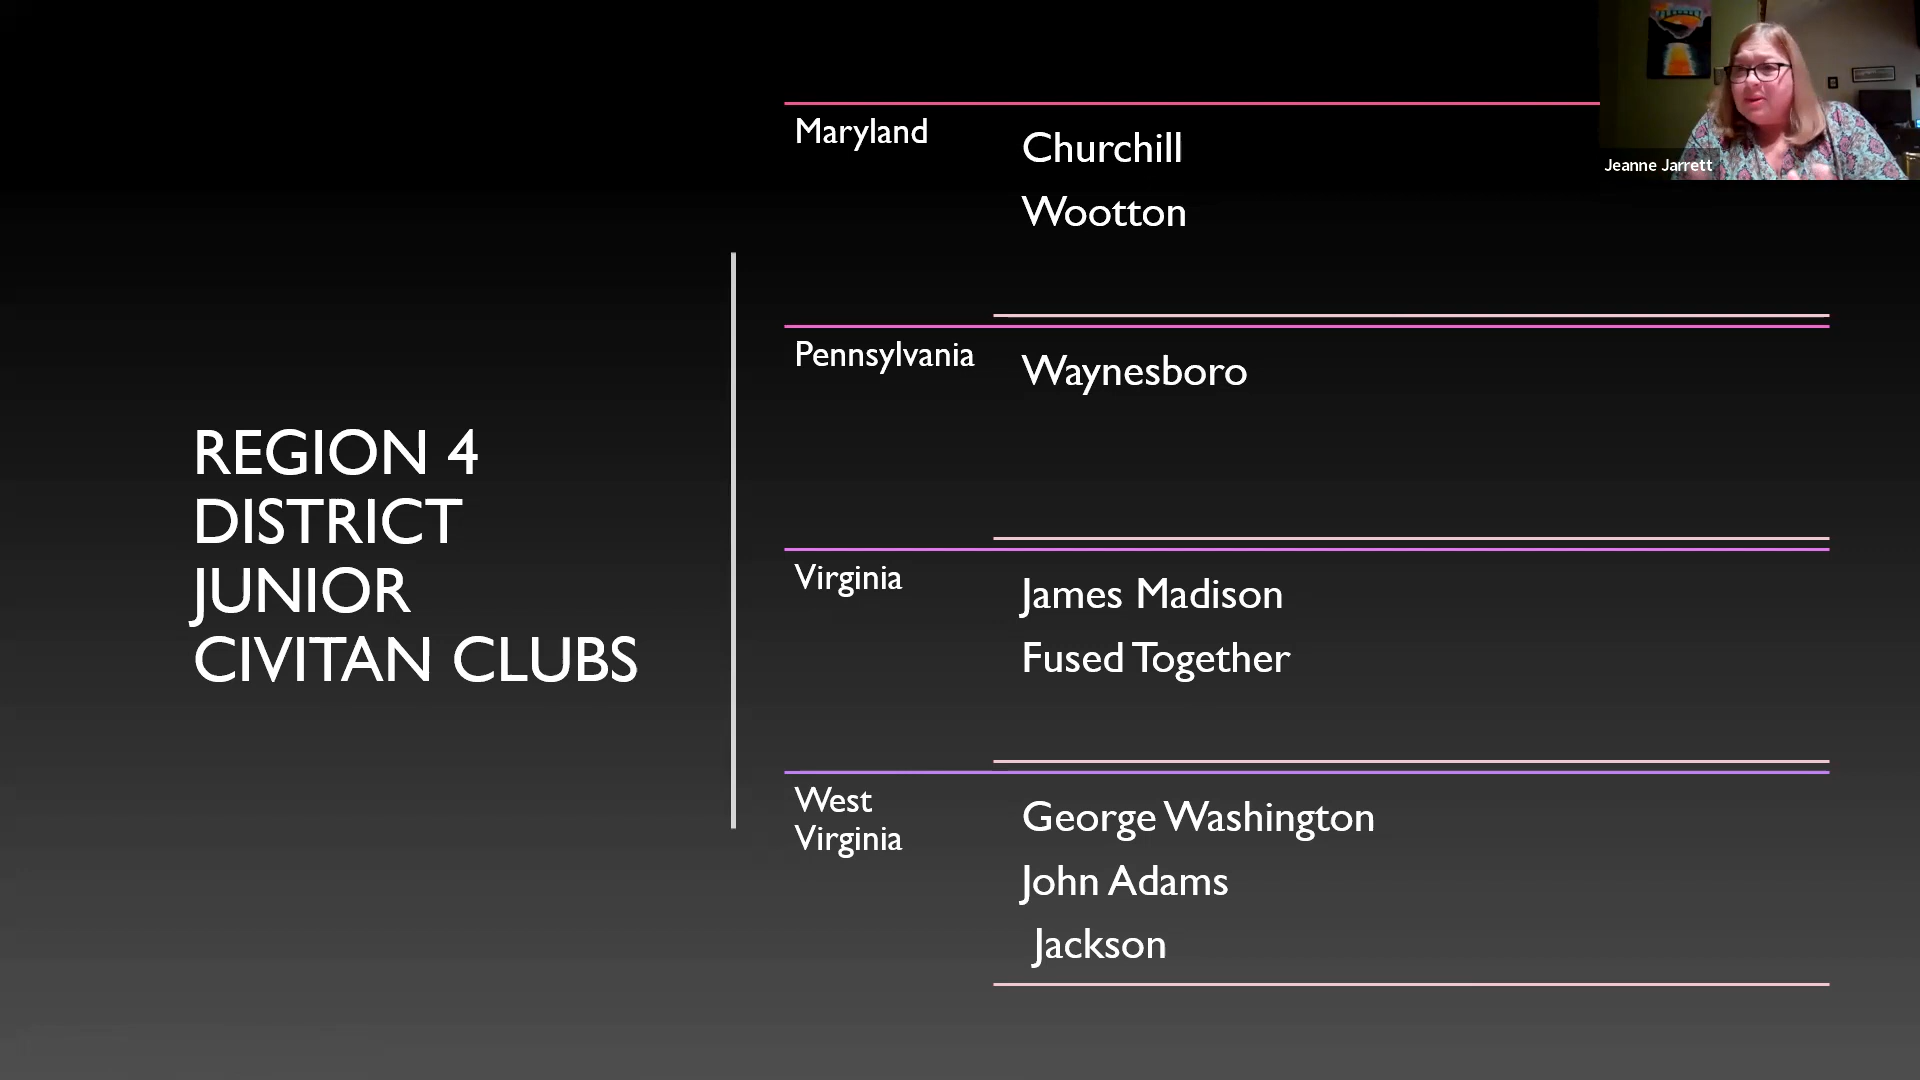 REGION 4
DISTRICT
JUNIOR
CIVITAN CLUBS
Maryland
Churchill
Wootton
Pennsylvania
Waynesboro
Virginia
James Madison
Fused Together
West
Virginia
George Washington
John Adams
Jackson
Jeanne Jarrett